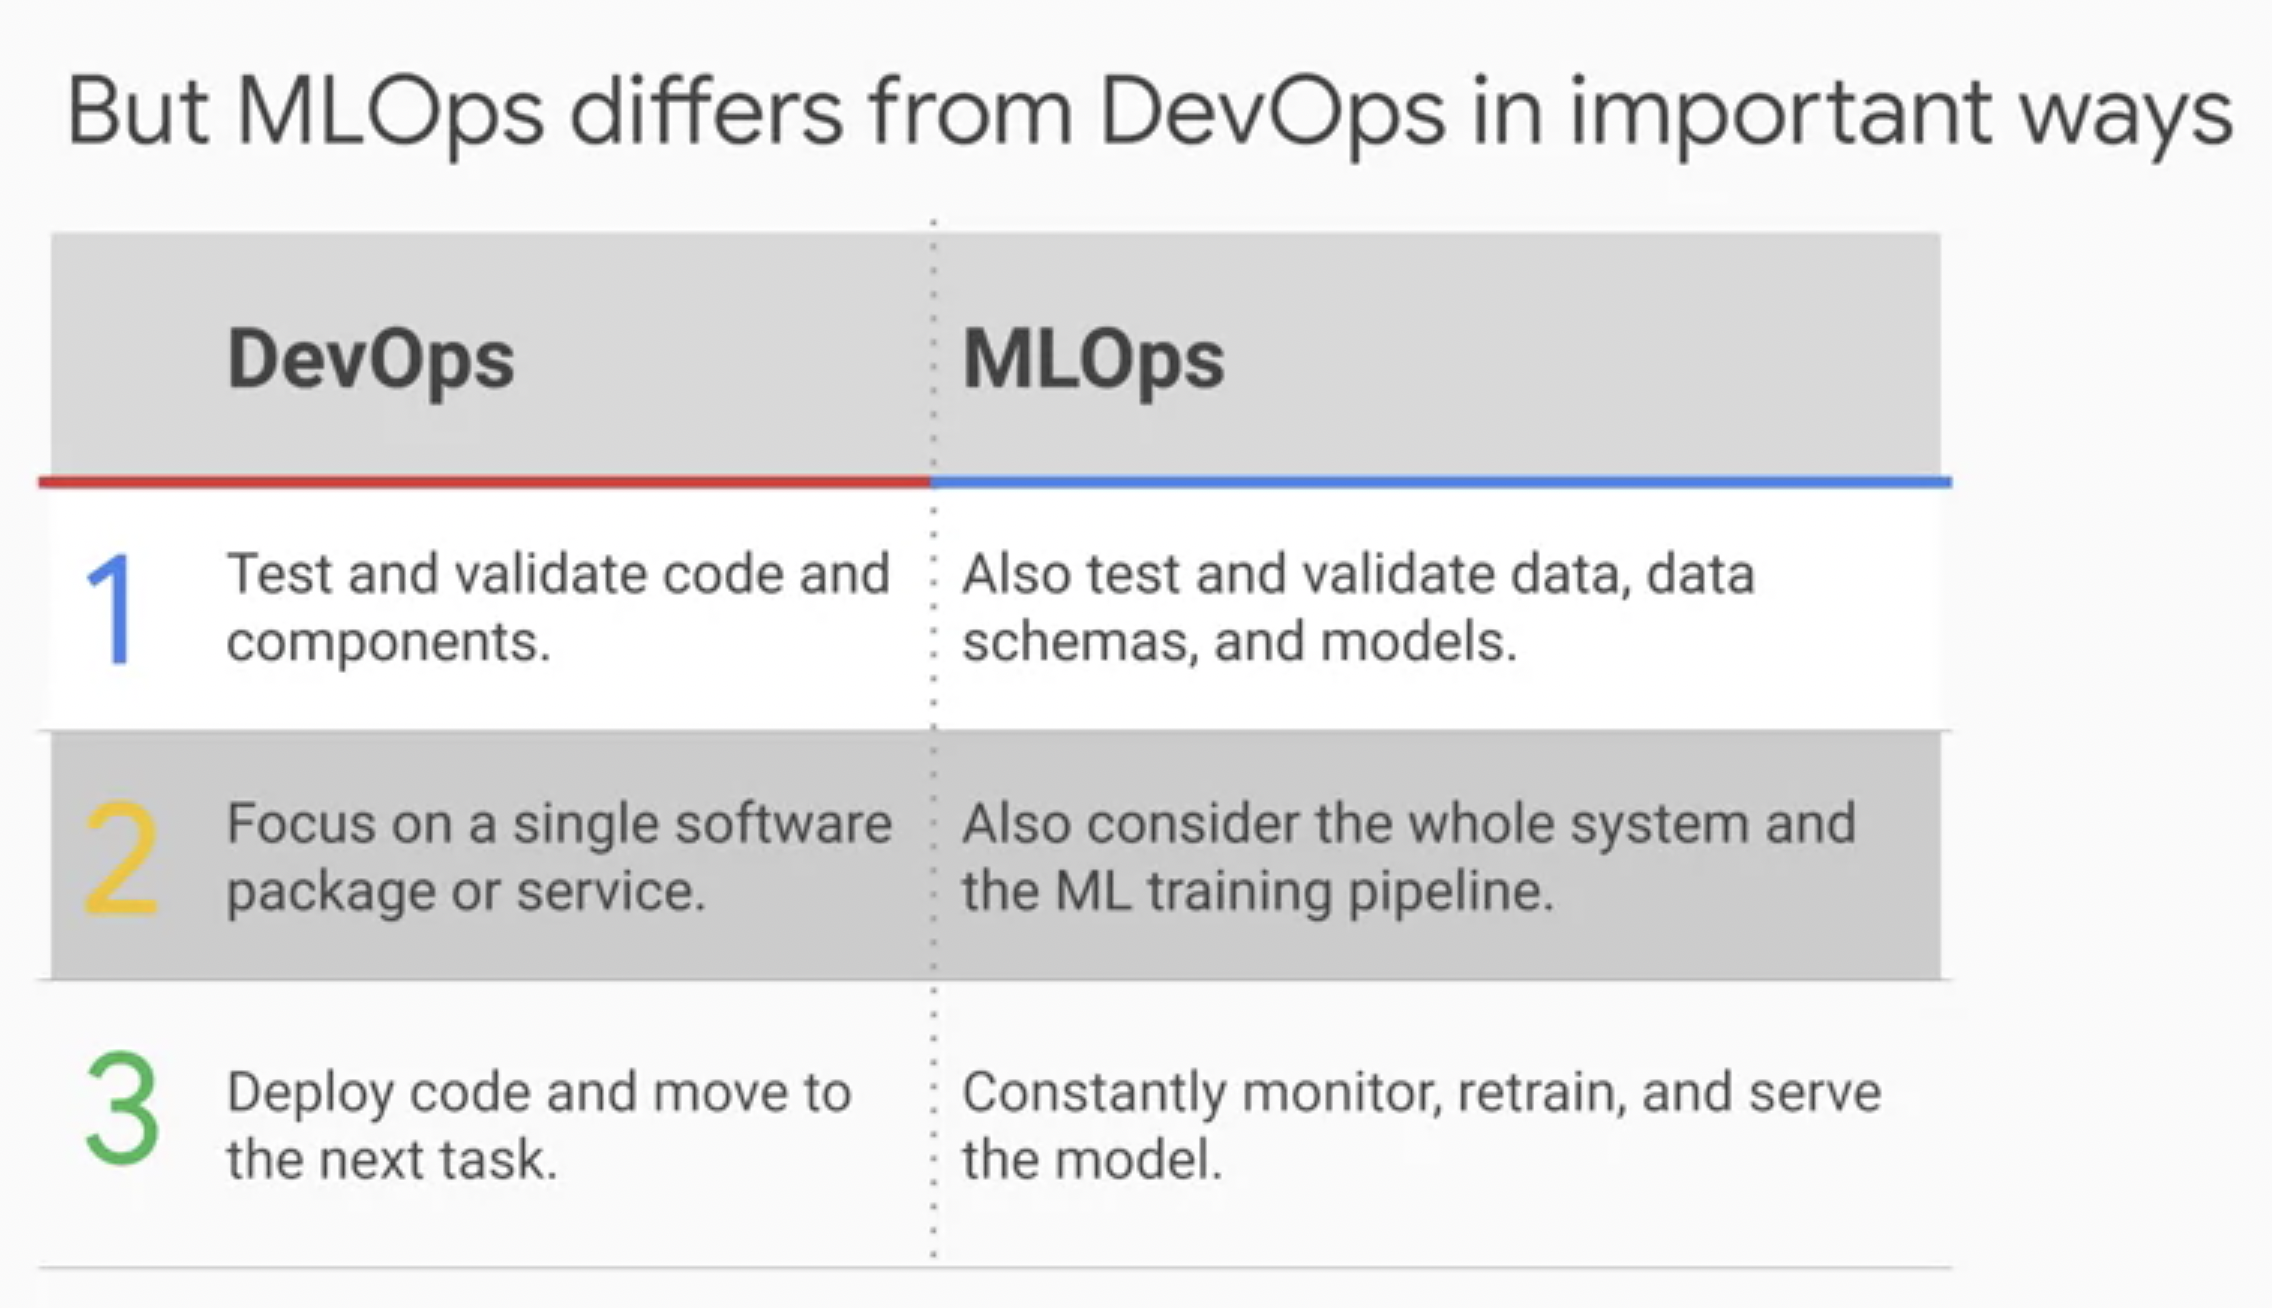 But MLOps differs from DevOps in important ways
DevOps
MLOps
1
Test and validate code and
components.
Also test and validate data, data
schemas, and models.
2
Focus on a single software
package or service.
Also consider the whole system and
the ML training pipeline.
3
Deploy code and move to
the next task.
Constantly monitor, retrain, and serve
the model.